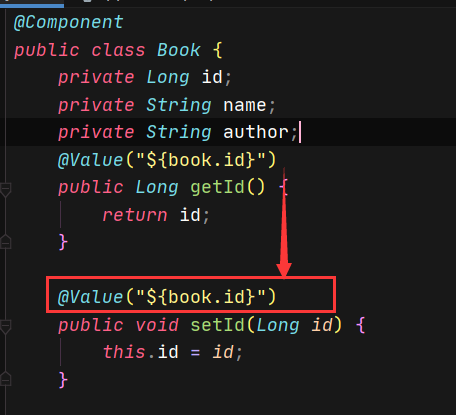 @Component
public class Book {
    private Long id;
    private String name;
    private String author;
    @Value("${book.id}")
    public Long getId() {
        return id;
    }
    @Value("${book.id}")
    public void setId(Long id) {
        this.id = id;
    }